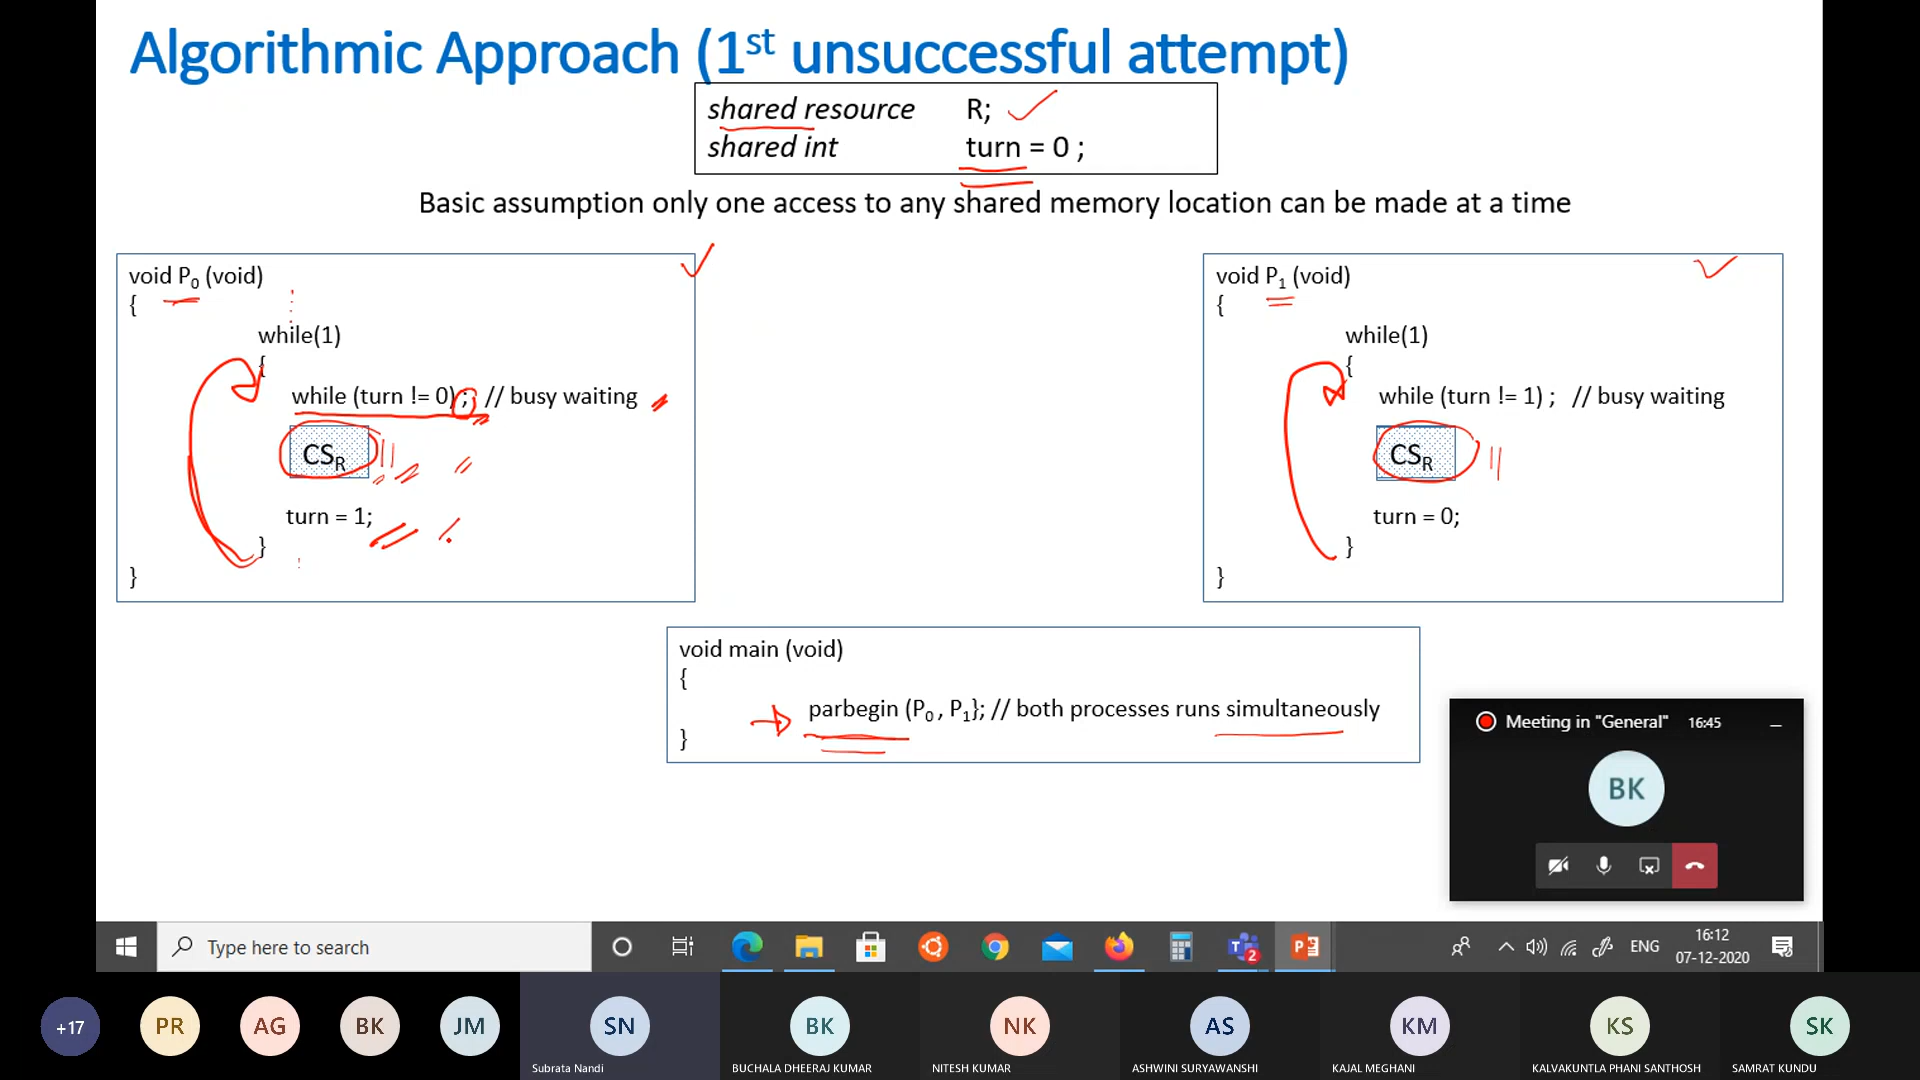 Algorithmic Approach (1st unsuccessful attempt)
shared resource R;
shared int turn = 0 ;
Basic assumption only one access to any shared memory location can be made at a time
void P0 (void)
{
while(1)
{
while (turn != 0) ; // busy waiting
CSR
turn = 1;
}
}
void P1 (void)
{
while(1)
{
while (turn != 1) ; // busy waiting
CSR
turn = 0;
}
}
void main (void)
{
parbegin (P0 , P1}; // both processes runs simultaneously
}
Meeting in "General" 16:45
BK
Type here to search
2
ENG
16:12
07-12-2020
+17
PR
AG
BK
JM
SN
Subrata Nandi
BK
BUCHALA DHEERAJ KUMAR
NK
NITESH KUMAR
AS
ASHWINI SURYAWANSHI
KM
KAJAL MEGHANI
KS
KALVAKUNTLA PHANI SANTHOSH
SK
SAMRAT KUNDU